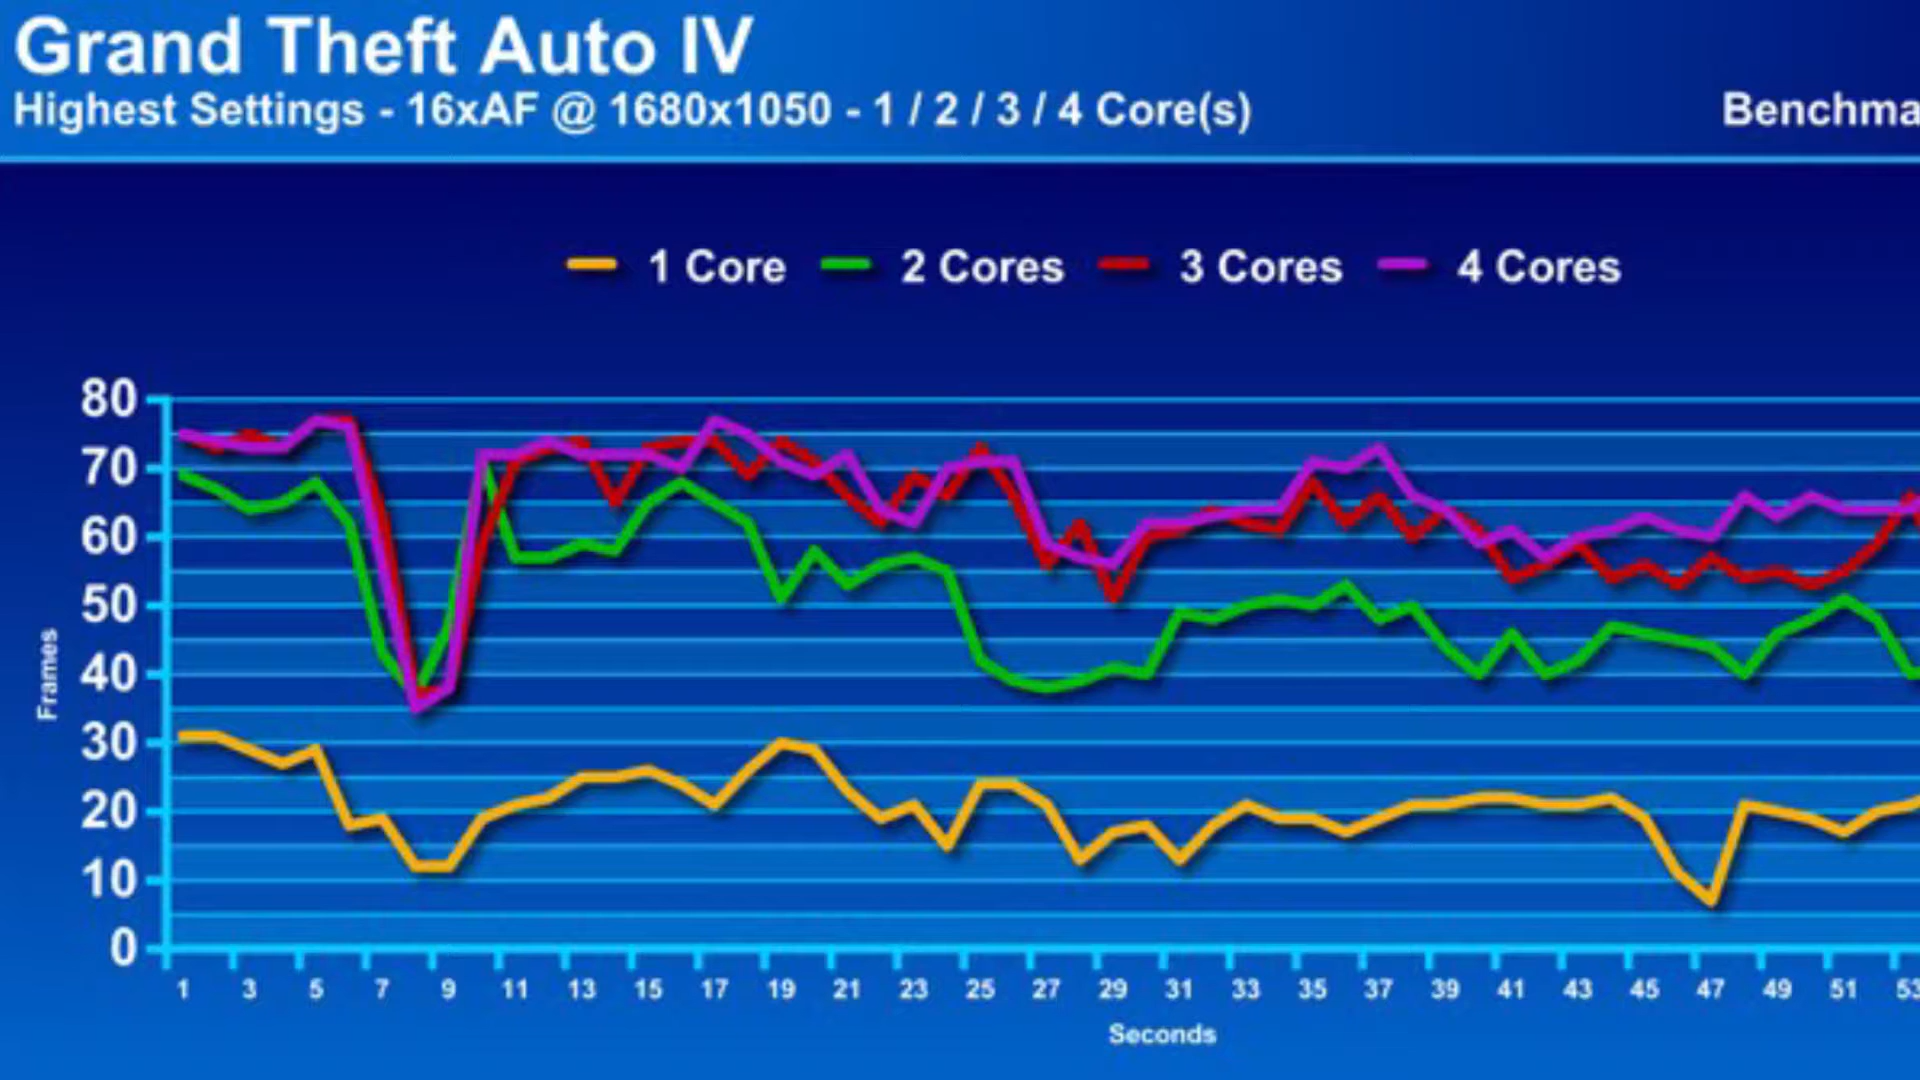 Grand Theft Auto IV
Highest Settings - 16xAF @ 1680x1050 - 1 / 2 / 3 / 4 Core(s)
Benchma
1 Core 2 Cores 3 Cores 4 Cores
80
70
60
50
40
30
20
10
0
Frames
1 3 5 7 9 11 13 15 17 19 21 23 25 27 29 31 33 35 37 39 41 43 45 47 49 51 53
Seconds